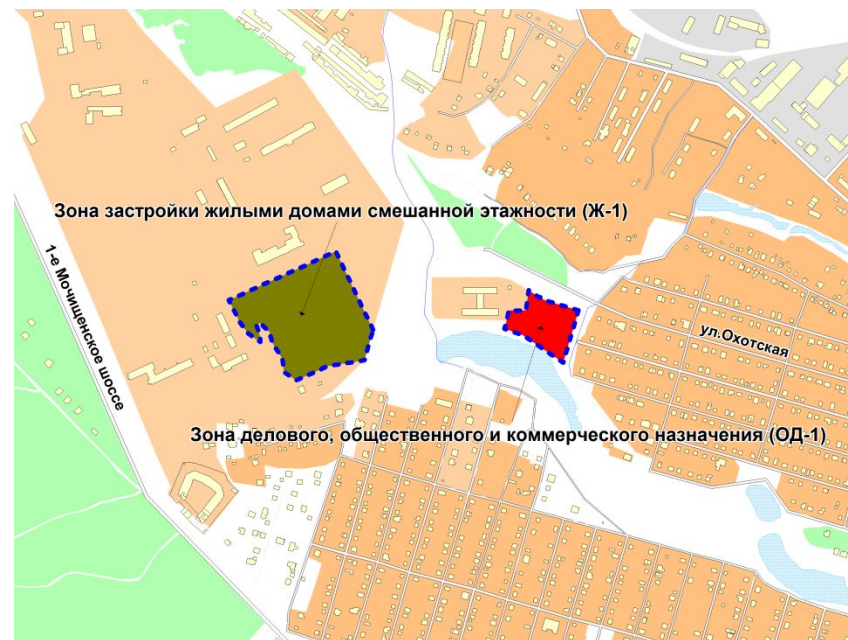 Зона застройки жилыми домами смешанной этажности (Ж-1)
1-е Мочищенское шоссе
ул.Охотская
Зона делового, общественного и коммерческого назначения (ОД-1)